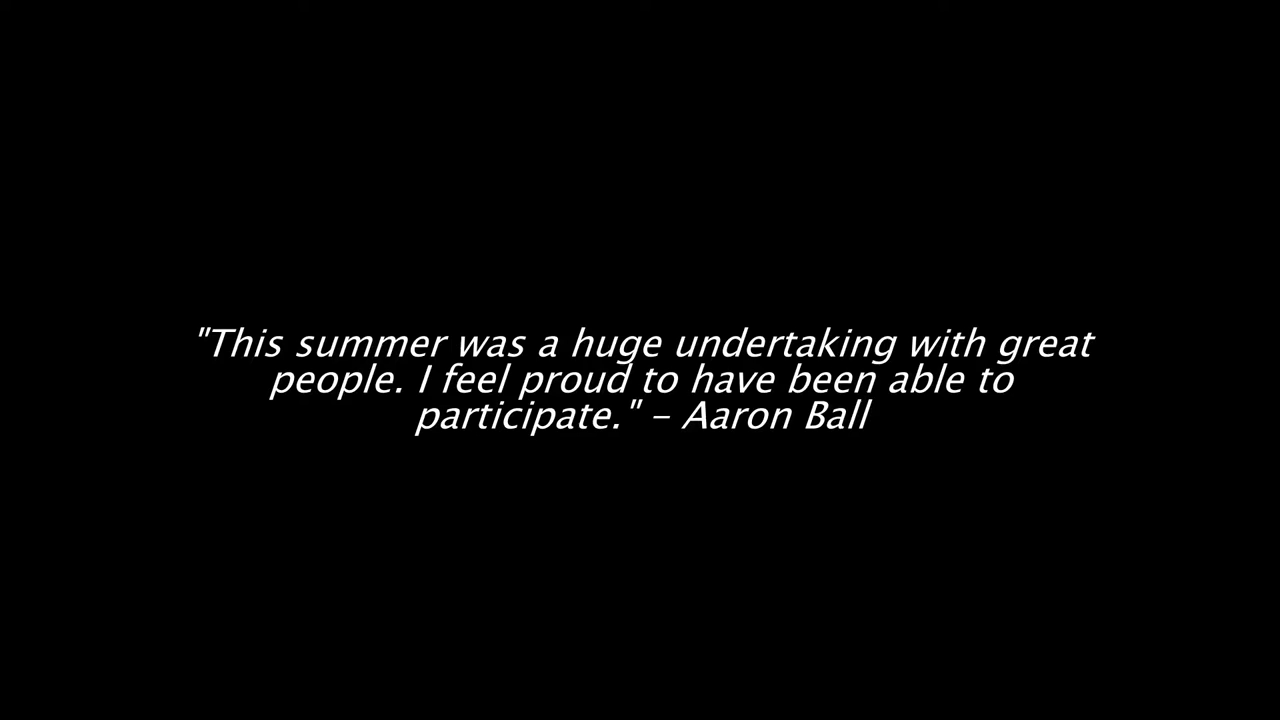 "This summer was a huge undertaking with great
people. I feel proud to have been able to
participate." - Aaron Ball